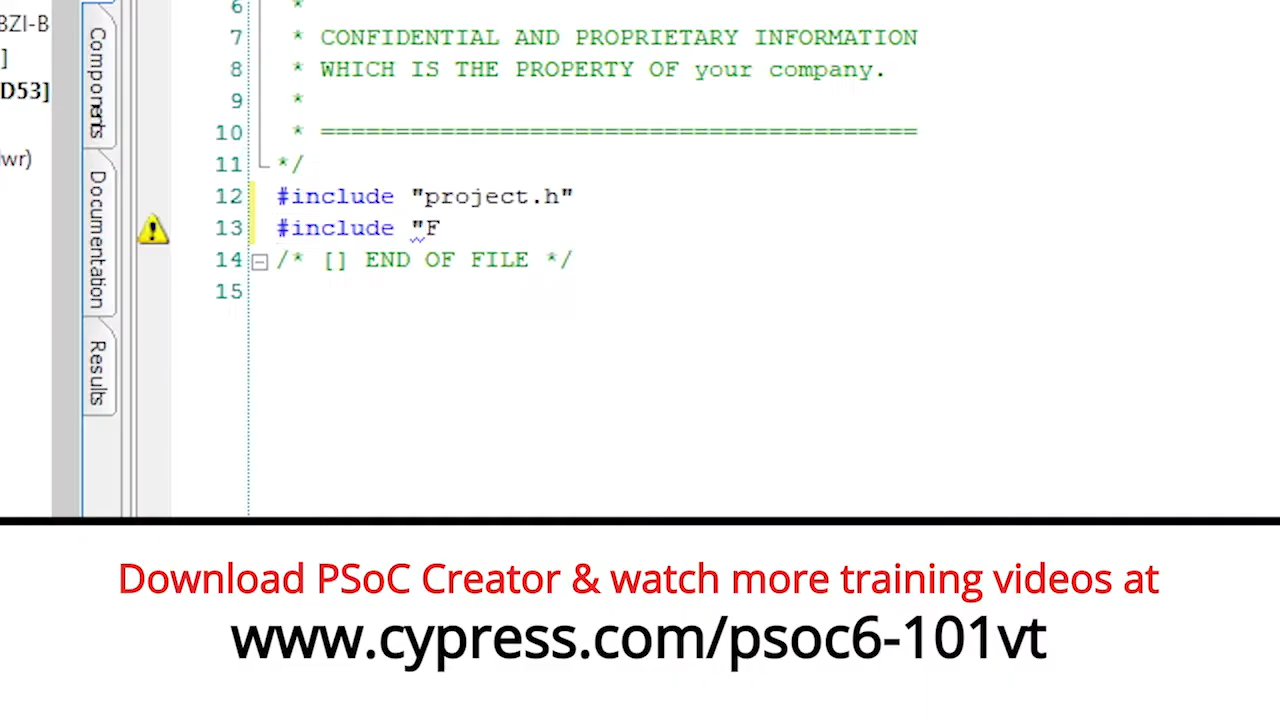 BZI-B
]
D53]
lwr)
Components
Documentation
Results
6 *
7 * CONFIDENTIAL AND PROPRIETARY INFORMATION
8 * WHICH IS THE PROPERTY OF your company.
9 *
10 * ========================================
11 */
12 #include "project.h"
13 #include "F
14 /* [] END OF FILE */
15
Download PSoC Creator & watch more training videos at
www.cypress.com/psoc6-101vt